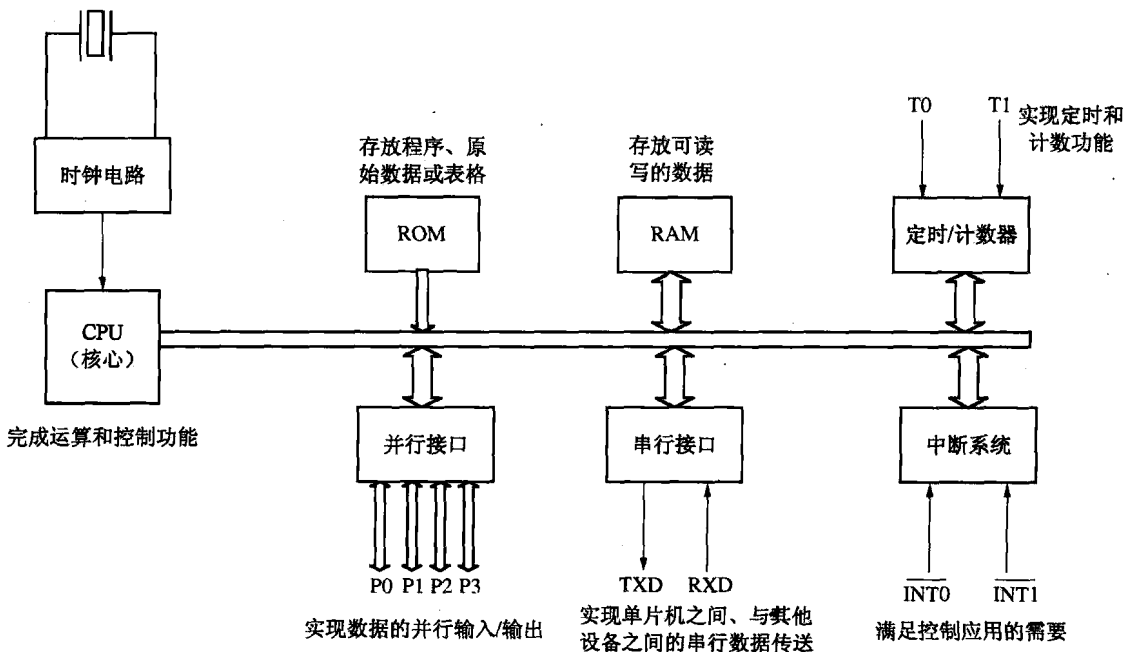 T0
T1
实现定时和
计数功能
存放程序、原
始数据或表格
存放可读
写的数据
时钟电路
ROM
RAM
定时/计数器
CPU
（核心）
完成运算和控制功能
并行接口
串行接口
中断系统
P0 P1 P2 P3
TXD
RXD
INT0
INT1
实现数据的并行输入/输出
实现单片机之间、与其他
设备之间的串行数据传送
满足控制应用的需要